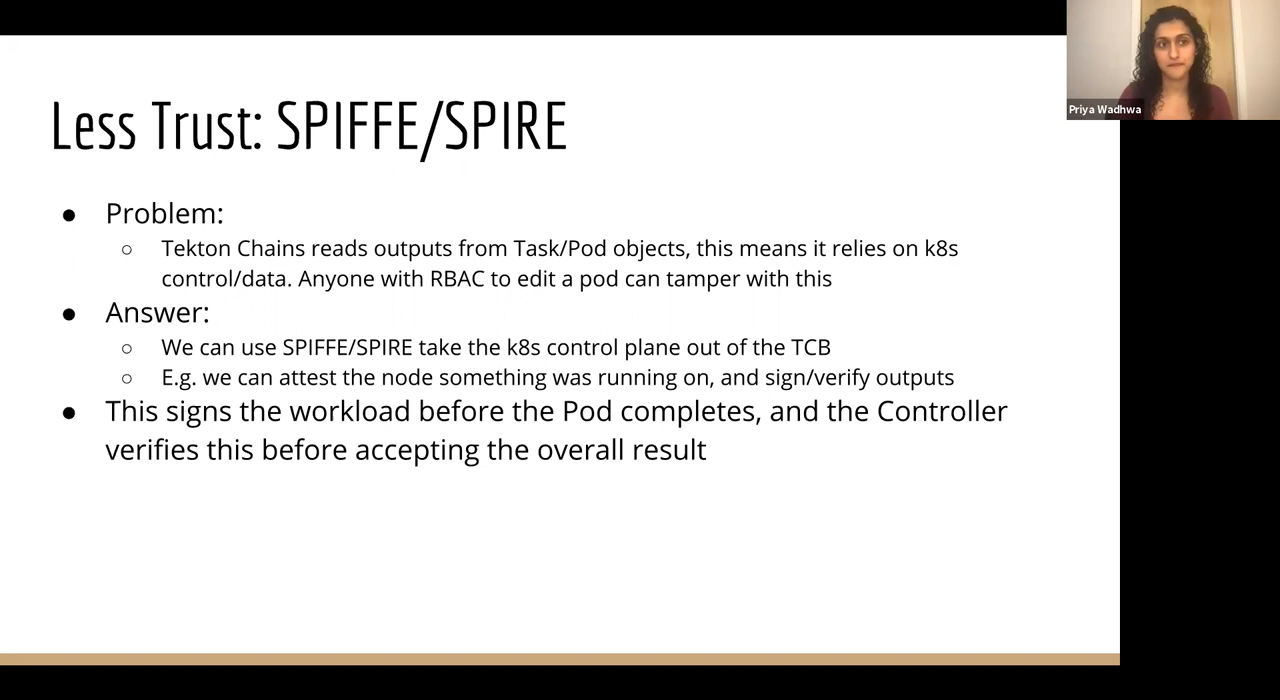 Less Trust: SPIFFE/SPIRE
Priya Wadhwa
● Problem:
○ Tekton Chains reads outputs from Task/Pod objects, this means it relies on k8s
control/data. Anyone with RBAC to edit a pod can tamper with this
● Answer:
○ We can use SPIFFE/SPIRE take the k8s control plane out of the TCB
○ E.g. we can attest the node something was running on, and sign/verify outputs
● This signs the workload before the Pod completes, and the Controller
verifies this before accepting the overall result